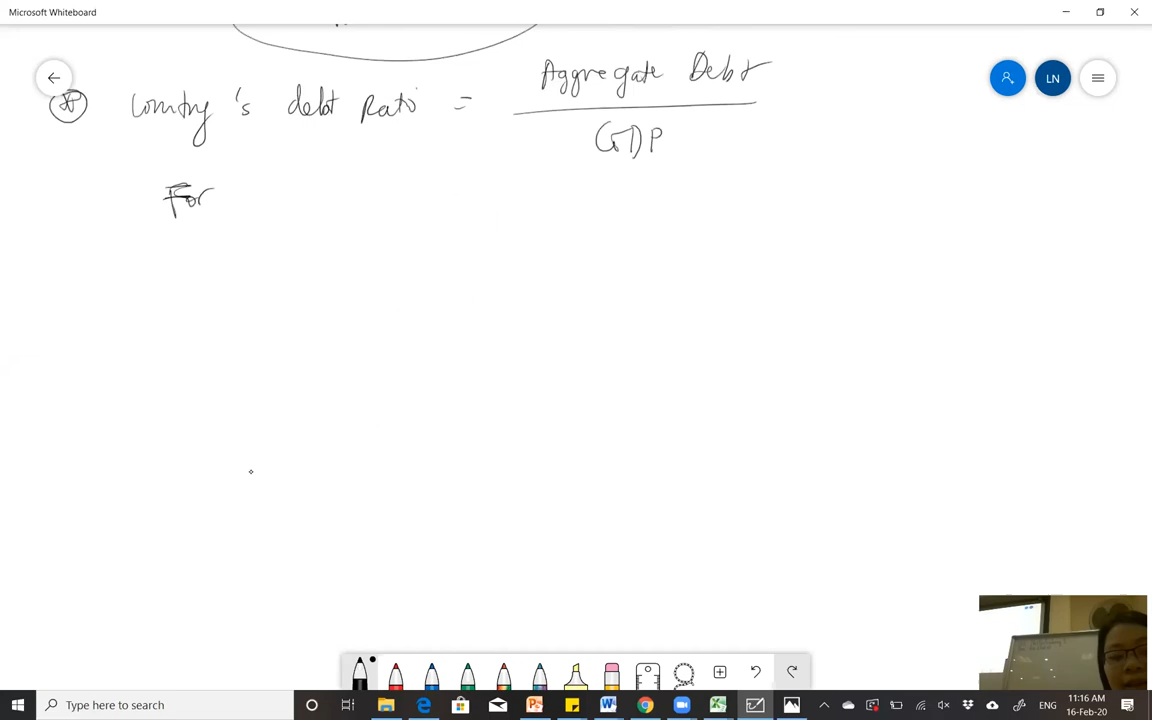 Microsoft Whiteboard
Country's debt Ratio = Aggregate Debt
GDP
For
LN
Type here to search
ENG
11:16 AM
16-Feb-20